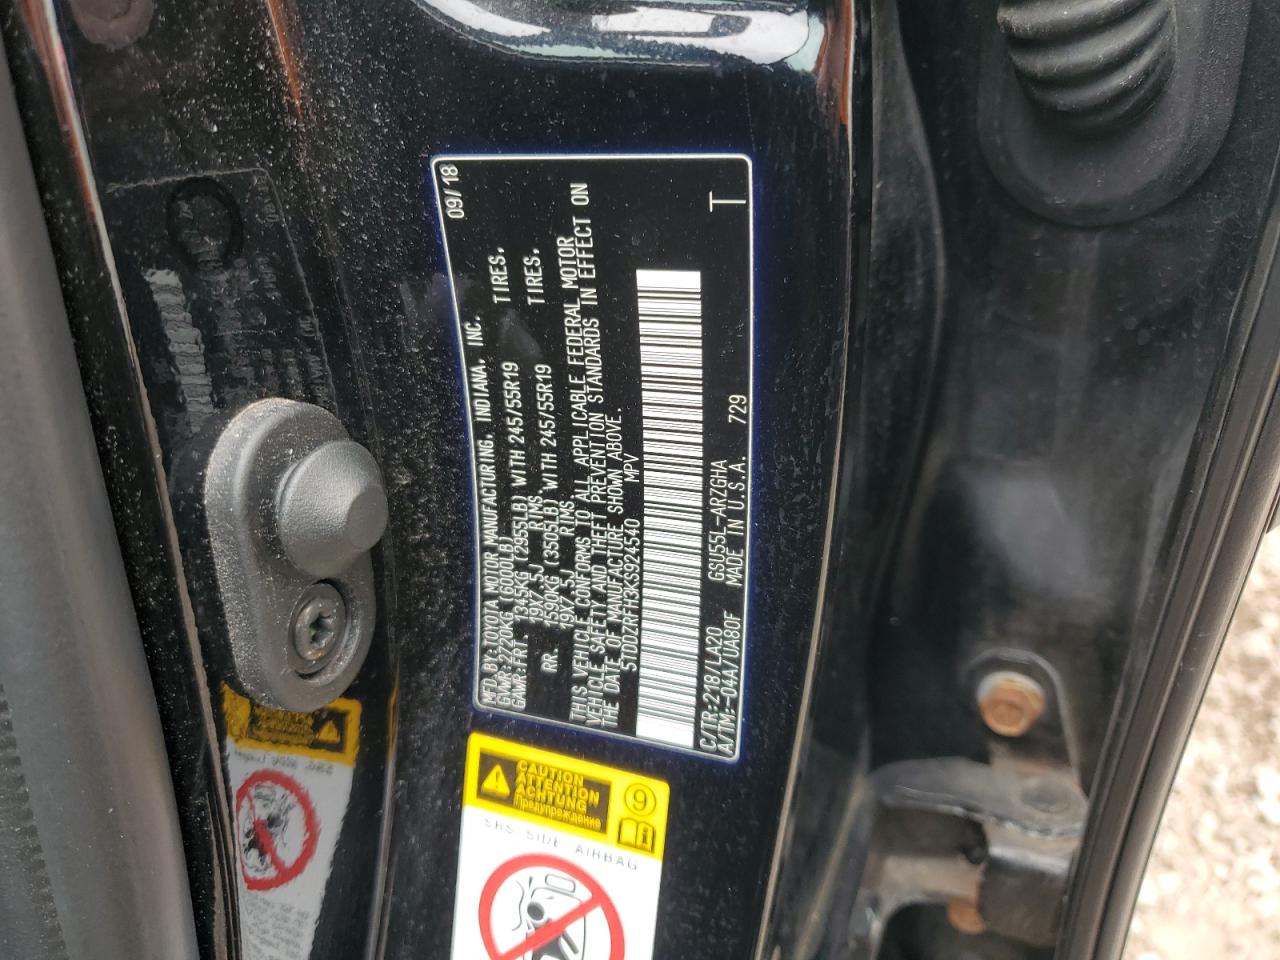 MFD.BY:TOYOTA MOTOR MANUFACTURING, INDIANA, INC. 09/18
GVWR:2720KG (6000LB)
GAWR:FRT. 1345KG (2955LB) WITH 245/55R19 TIRES.
19X7.5J RIMS
RR. 1590KG (3505LB) WITH 245/55R19 TIRES.
19X7.5J RIMS
THIS VEHICLE CONFORMS TO ALL APPLICABLE FEDERAL MOTOR
VEHICLE SAFETY AND THEFT PREVENTION STANDARDS IN EFFECT ON
THE DATE OF MANUFACTURE SHOWN ABOVE.
5TDDZRFH3KS924540 MPV
C/TR:218/LA20 GSU55L-ARZGHA T
A/TM:-04A/UA80F MADE IN U.S.A. 729
CAUTION
ATTENTION
ACHTUNG
Предупреждение
9
SRS SIDE AIRBAG